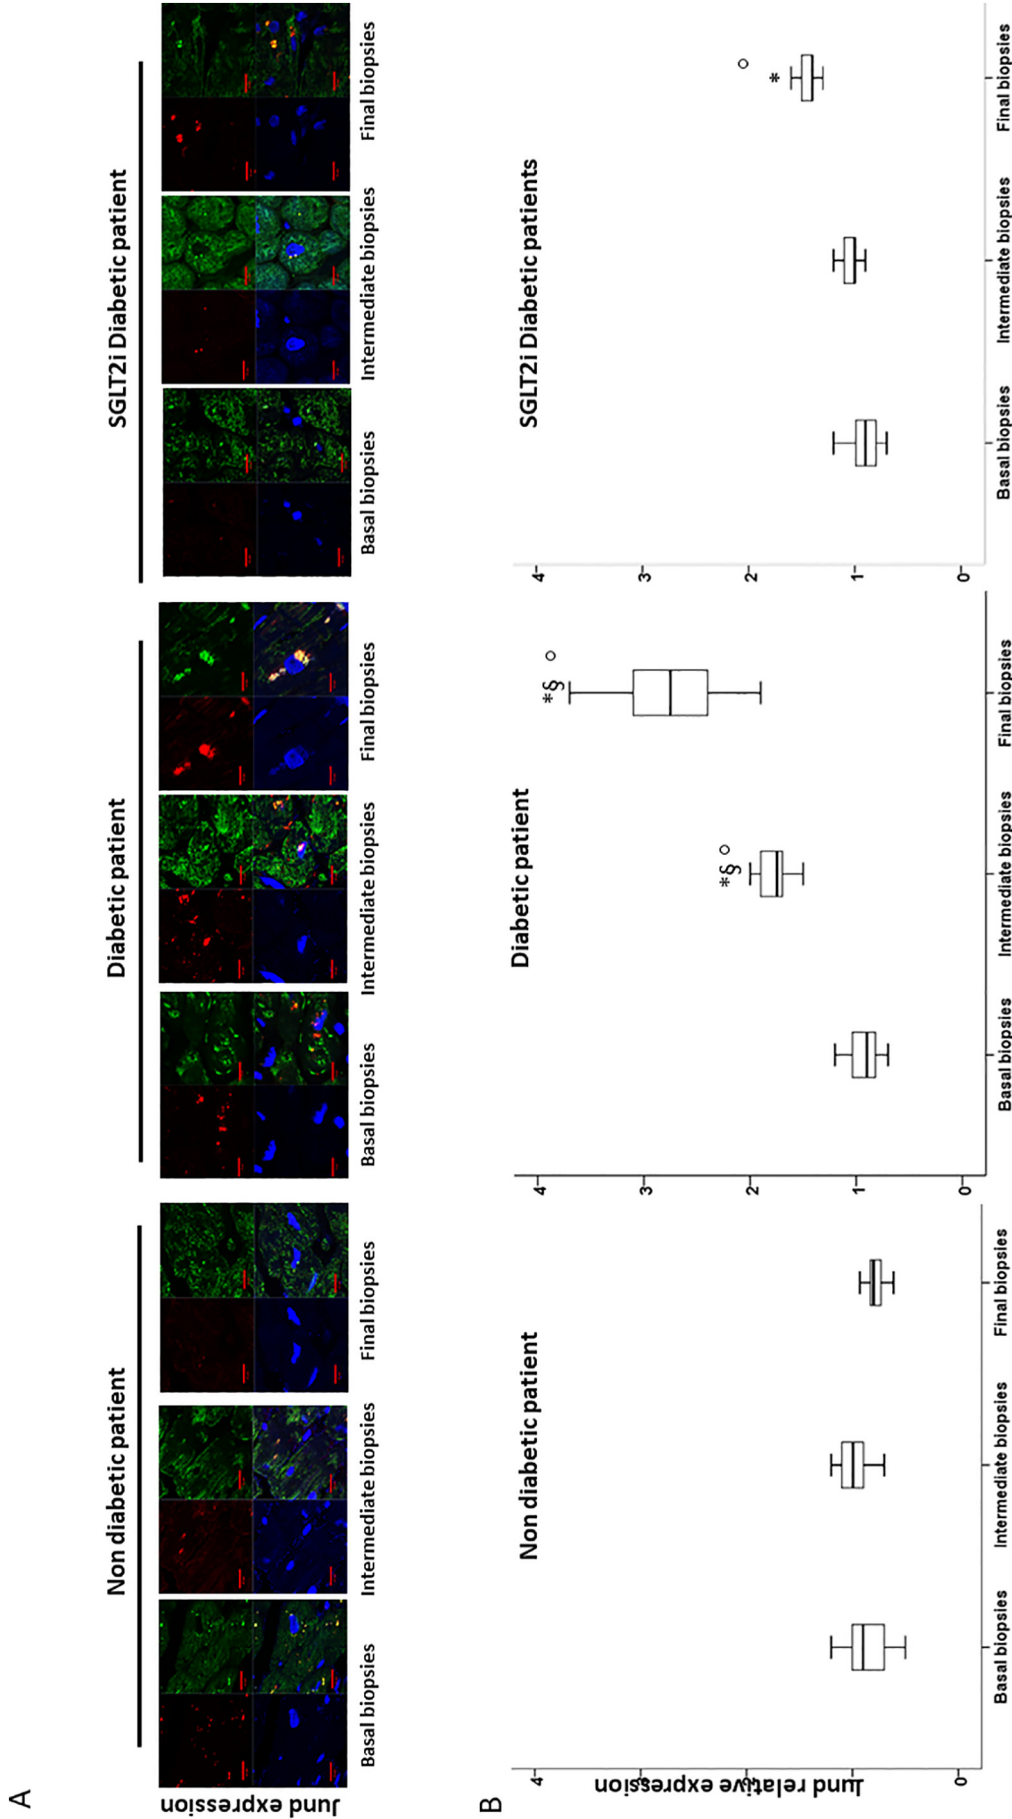 A
Non diabetic patient
Diabetic patient
SGLT2i Diabetic patient
Jund expression
Basal biopsies
Intermediate biopsies
Final biopsies
Basal biopsies
Intermediate biopsies
Final biopsies
Basal biopsies
Intermediate biopsies
Final biopsies
B
Non diabetic patient
Diabetic patient
SGLT2i Diabetic patients
Jund relative expression
4
0
Basal biopsies
Intermediate biopsies
Final biopsies
4
3
2
1
0
*§
*§
Basal biopsies
Intermediate biopsies
Final biopsies
4
3
2
1
0
*
Basal biopsies
Intermediate biopsies
Final biopsies